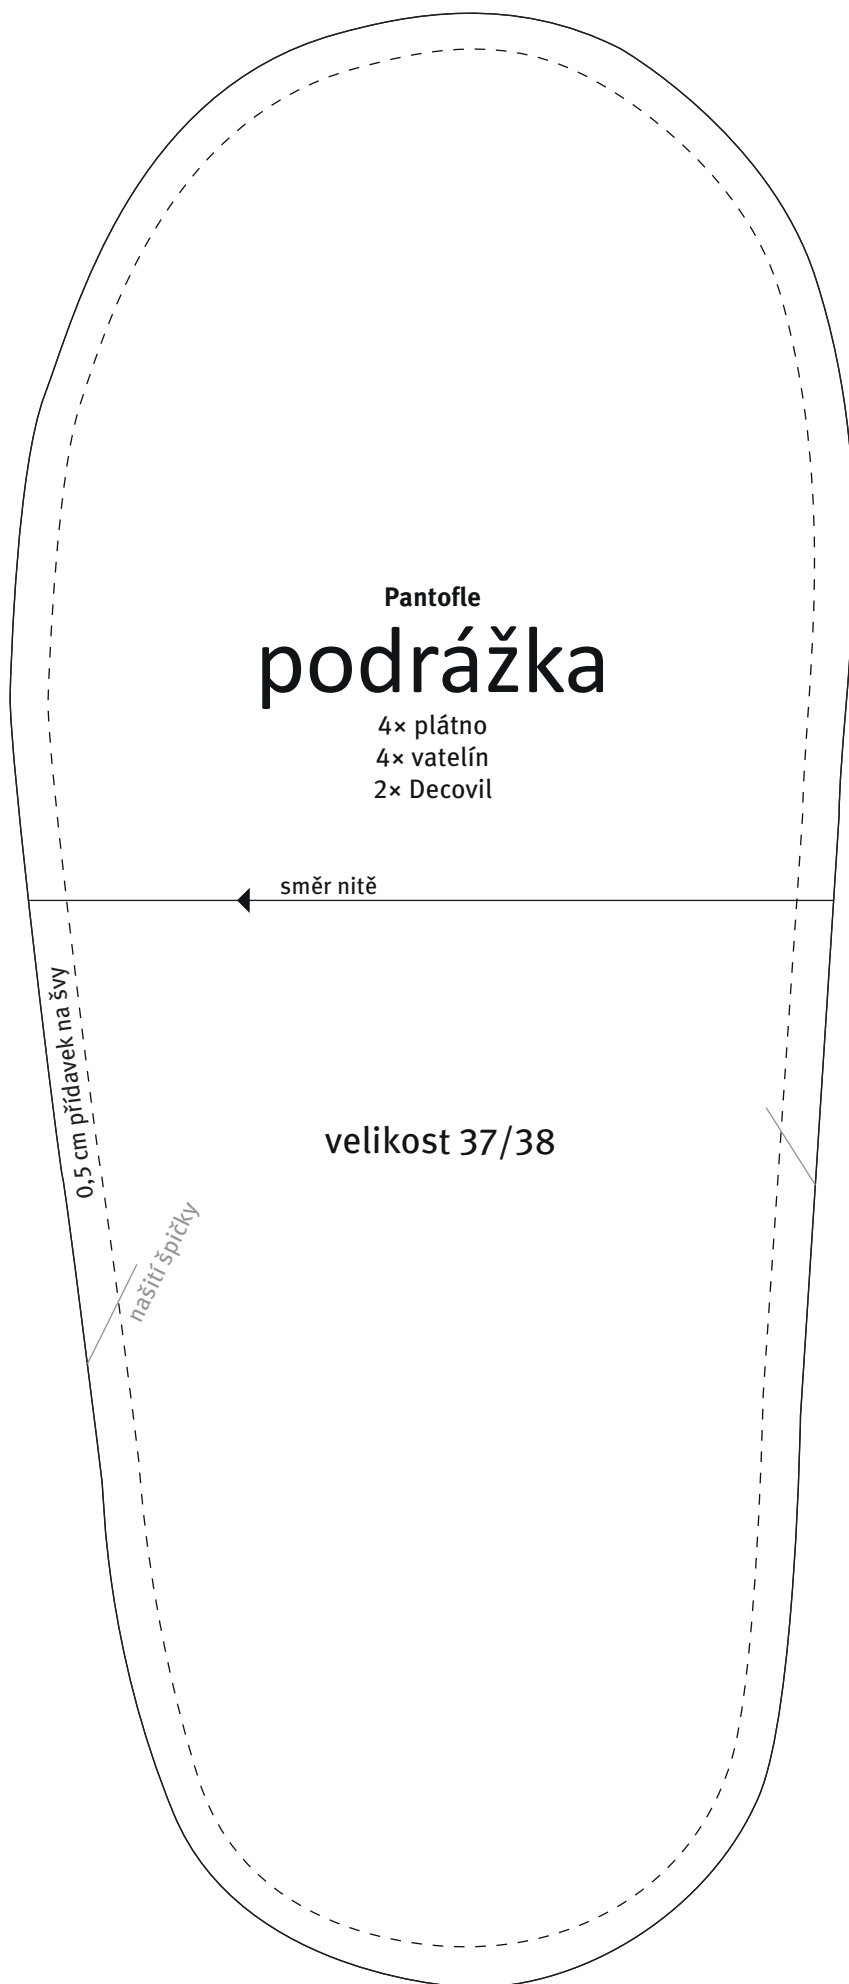 Pantofle
podrážka
4× plátno
4× vatelín
2× Decovil
směr nitě
0,5 cm přídavek na švy
velikost 37/38
našití špičky